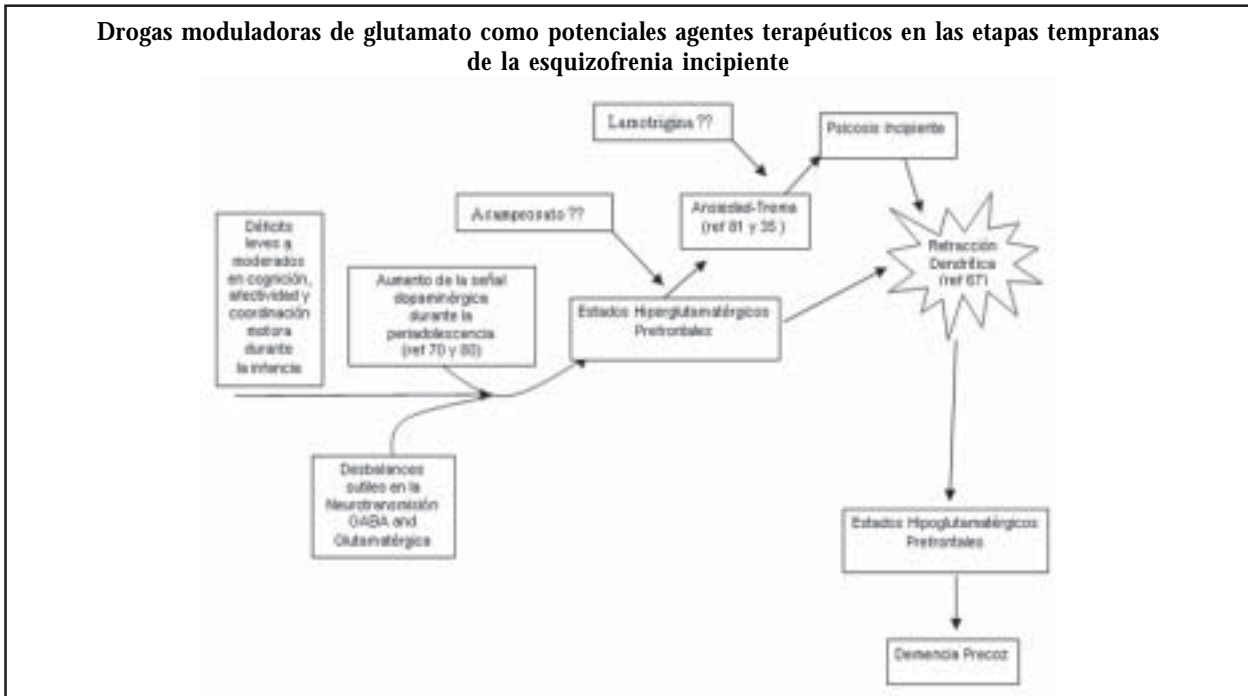 Drogas moduladoras de glutamato como potenciales agentes terapéuticos en las etapas tempranas
de la esquizofrenia incipiente
Lamotrigina ??
Psicosis Incipiente
Acamprosato ??
Ansiedad-Trema
(ref 81 y 35 )
Déficits
leves a
moderados
en cognición,
afectividad y
coordinación
motora
durante
la infancia
Aumento de la señal
dopaminérgica
durante la
periadolescencia
(ref 70 y 80)
Estados Hiperglutamatérgicos
Prefrontales
Retracción
Dendrítica
(ref 67)
Desbalances
sutiles en la
Neurotransmisión
GABA and
Glutamatérgica
Estados Hipoglutamatérgicos
Prefrontales
Demencia Precoz